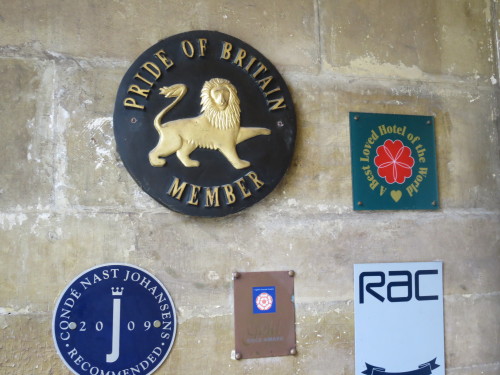 PRIDE OF BRITAIN
MEMBER
A Best Loved Hotel of the World
CONDÉ NAST JOHANSENS
2009
J
RECOMMENDED
RAC